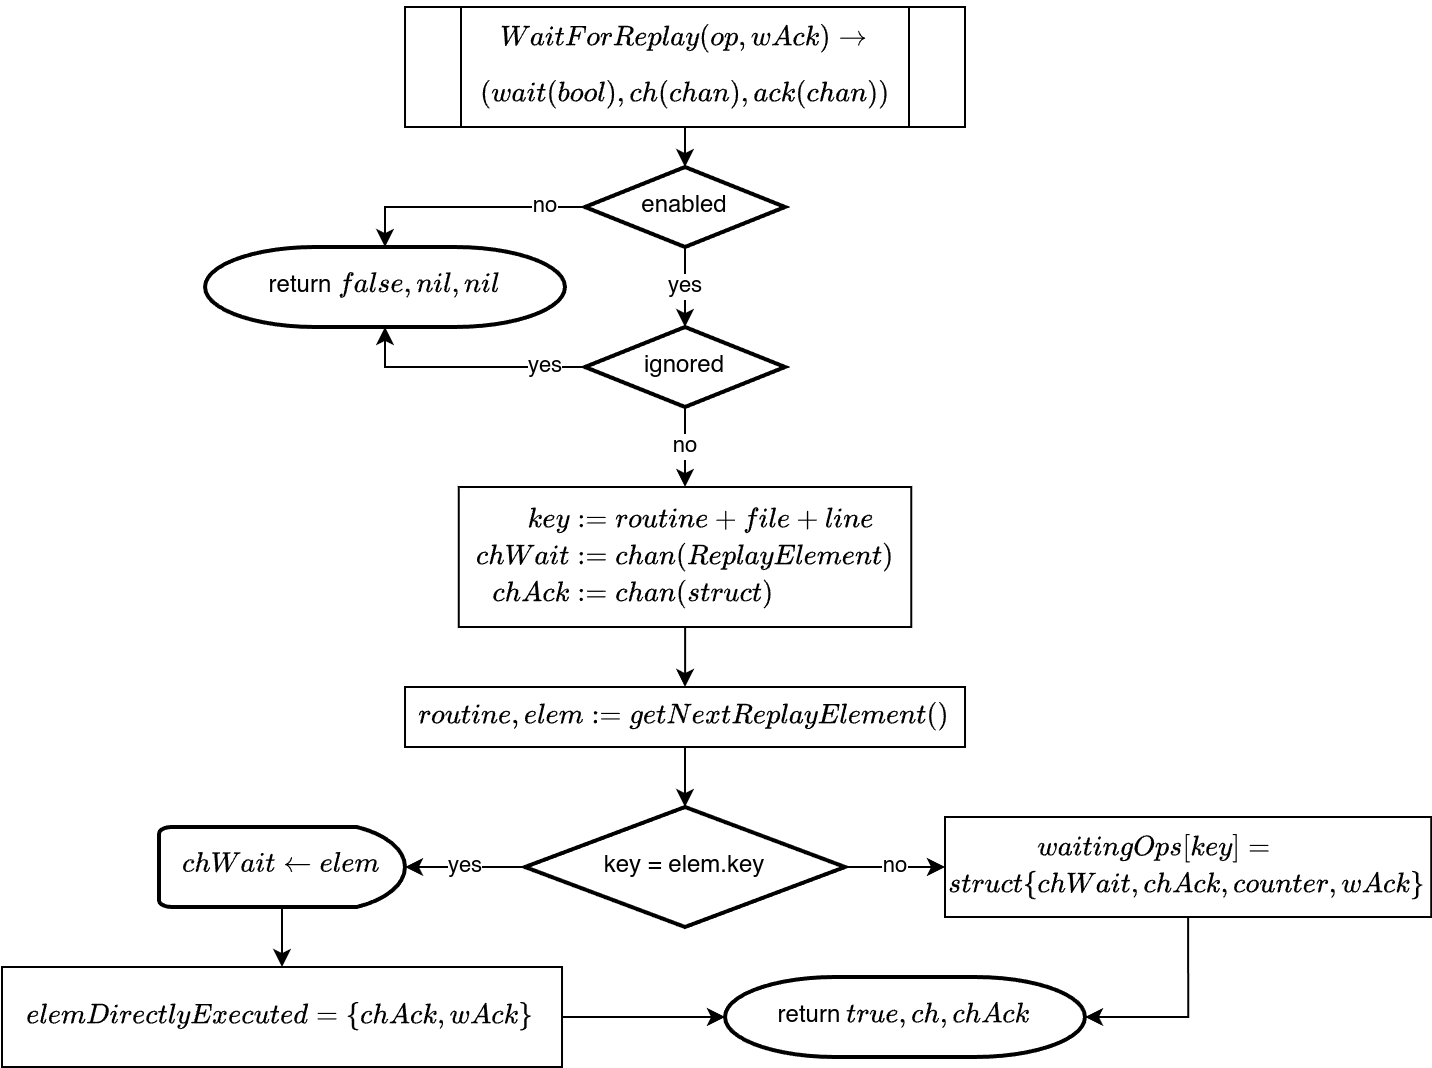 WaitForReplay(op, wAck) →
(wait(bool), ch(chan), ack(chan))
enabled
no
return false, nil, nil
yes
ignored
yes
no
key := routine + file + line
chWait := chan(ReplayElement)
chAck := chan(struct)
routine, elem := getNextReplayElement()
chWait ← elem
yes
key = elem.key
no
waitingOps[key] =
struct{chWait, chAck, counter, wAck}
elemDirectlyExecuted = {chAck, wAck}
return true, ch, chAck